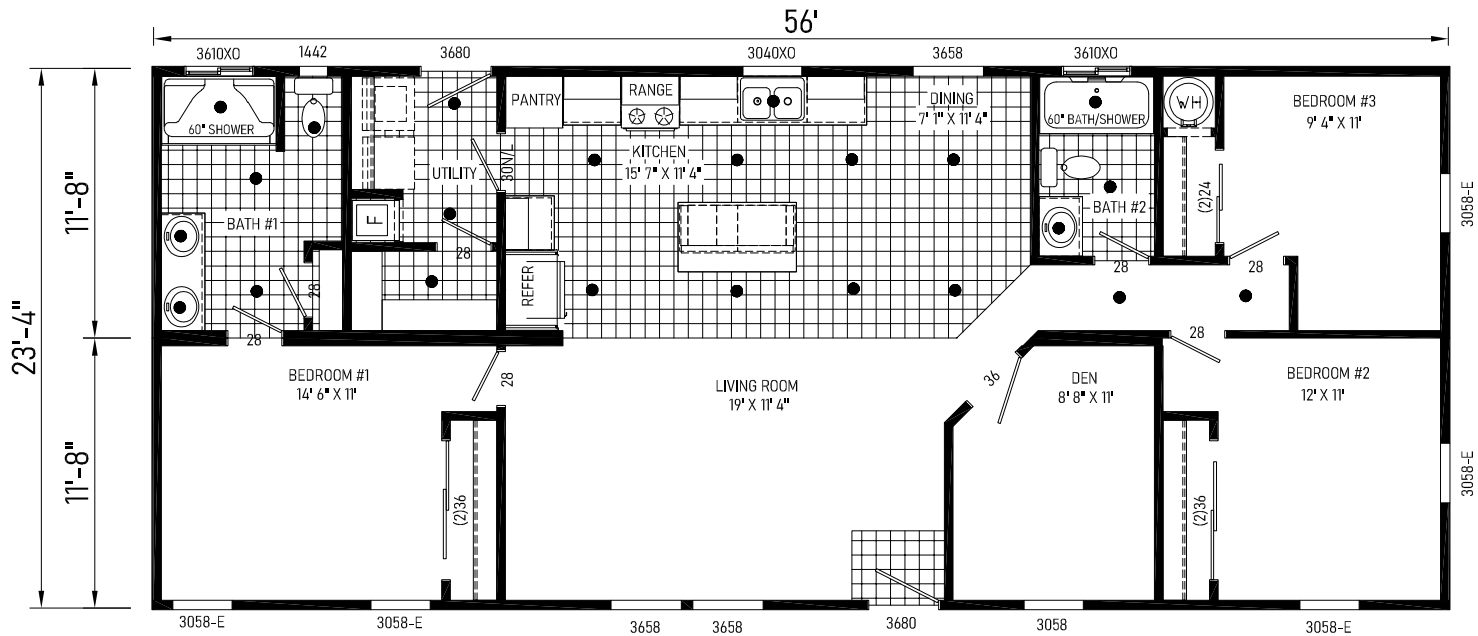 56'
3610XO
1442
3680
3040XO
3658
3610XO
23'-4"
11'-8"
11'-8"
60" SHOWER
BATH #1
28
28
UTILITY
F
28
30N/L
PANTRY
RANGE
KITCHEN
15' 7" X 11' 4"
REFER
DINING
7' 1" X 11' 4"
60" BATH/SHOWER
BATH #2
28
WH
(2)24
BEDROOM #3
9' 4" X 11'
28
3058-E
BEDROOM #1
14' 6" X 11'
28
(2)36
LIVING ROOM
19' X 11' 4"
36
DEN
8' 8" X 11'
28
BEDROOM #2
12' X 11'
(2)36
3058-E
3058-E
3058-E
3658
3658
3680
3058
3058-E